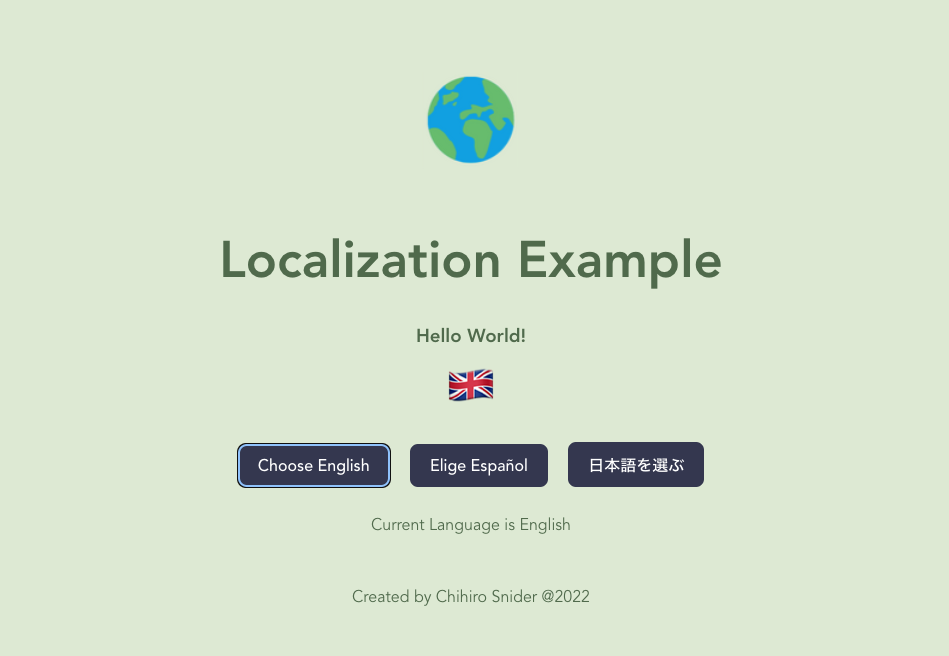 Localization Example
Hello World!
Choose English
Elige Español
日本語を選ぶ
Current Language is English
Created by Chihiro Snider @2022